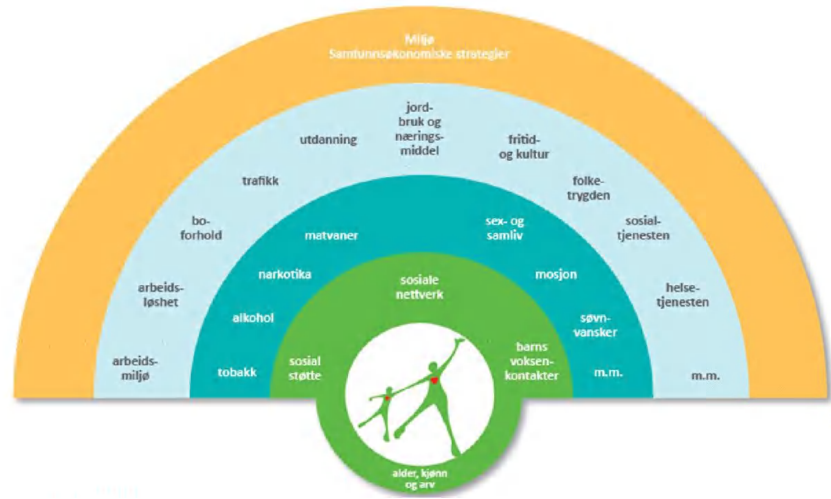 Miljø
Samfunnsøkonomiske strategier
arbeids-
miljø
arbeids-
løshet
bo-
forhold
trafikk
utdanning
jord-
bruk og
nærings-
middel
fritid-
og kultur
folke-
trygden
sosial-
tjenesten
helse-
tjenesten
m.m.
tobakk
alkohol
narkotika
matvaner
sex- og
samliv
mosjon
søvn-
vansker
m.m.
sosial
støtte
sosiale
nettverk
barns
voksen-
kontakter
alder, kjønn
og arv